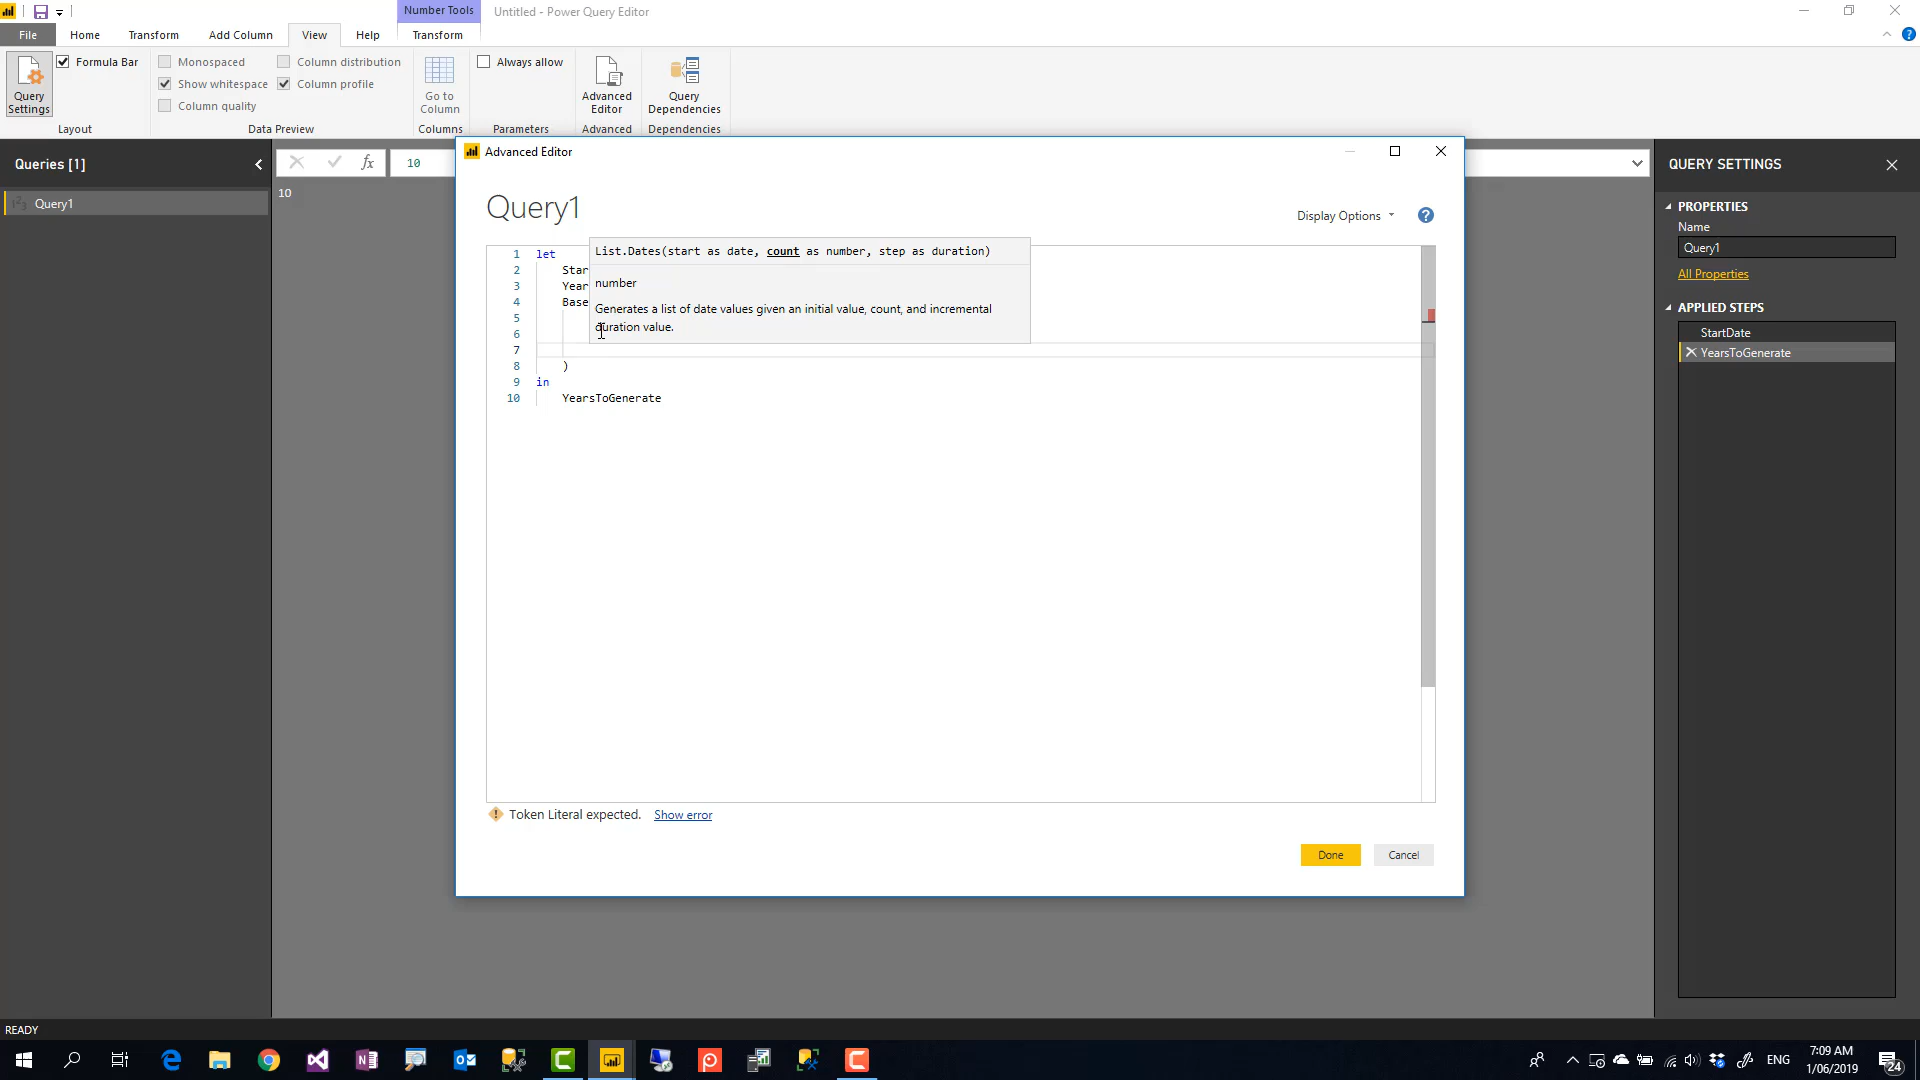 Number Tools
Untitled - Power Query Editor
File
Home
Transform
Add Column
View
Help
Transform
Query
Settings
Formula Bar
Monospaced
Show whitespace
Column quality
Column distribution
Column profile
Go to
Column
Always allow
Advanced
Editor
Query
Dependencies
Layout
Data Preview
Columns
Parameters
Advanced
Dependencies
Queries [1]
Query1
fx
10
10
Advanced Editor
Query1
Display Options
?
List.Dates(start as date, count as number, step as duration)
number
Generates a list of date values given an initial value, count, and incremental
duration value.
1 let
2 Star
3 Year
4 Base
5
6
7
8 )
9 in
10 YearsToGenerate
Token Literal expected. Show error
Done
Cancel
QUERY SETTINGS
PROPERTIES
Name
Query1
All Properties
APPLIED STEPS
StartDate
YearsToGenerate
READY
ENG
7:09 AM
1/06/2019
24